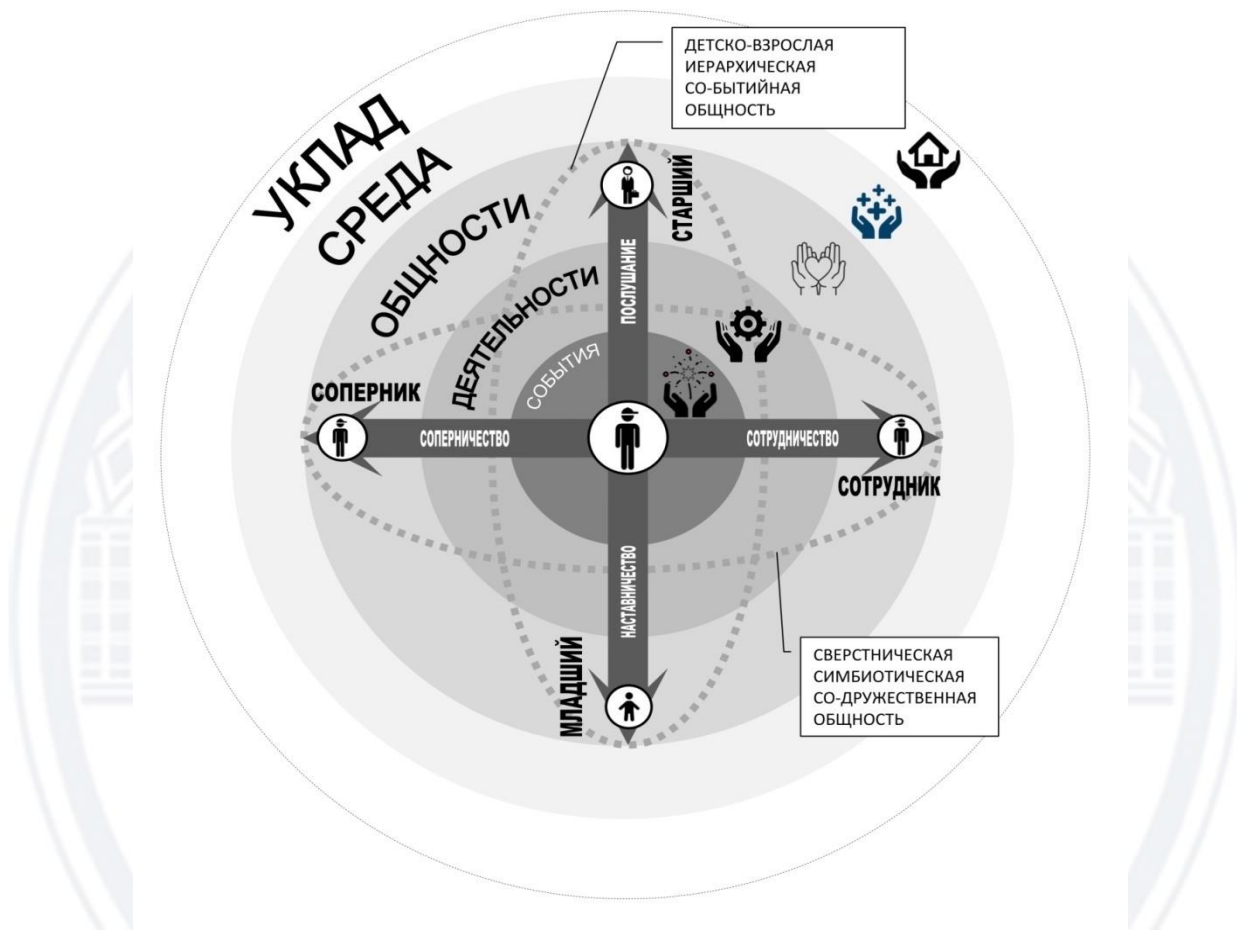 ДЕТСКО-ВЗРОСЛАЯ
ИЕРАРХИЧЕСКАЯ
СО-БЫТИЙНАЯ
ОБЩНОСТЬ
УКЛАД
СРЕДА
ОБЩНОСТИ
ДЕЯТЕЛЬНОСТИ
СОБЫТИЯ
СТАРШИЙ
ПОСЛУШАНИЕ
СОПЕРНИК
СОПЕРНИЧЕСТВО
СОТРУДНИЧЕСТВО
СОТРУДНИК
НАСТАВНИЧЕСТВО
МЛАДШИЙ
СВЕРСТНИЧЕСКАЯ
СИМБИОТИЧЕСКАЯ
СО-ДРУЖЕСТВЕННАЯ
ОБЩНОСТЬ